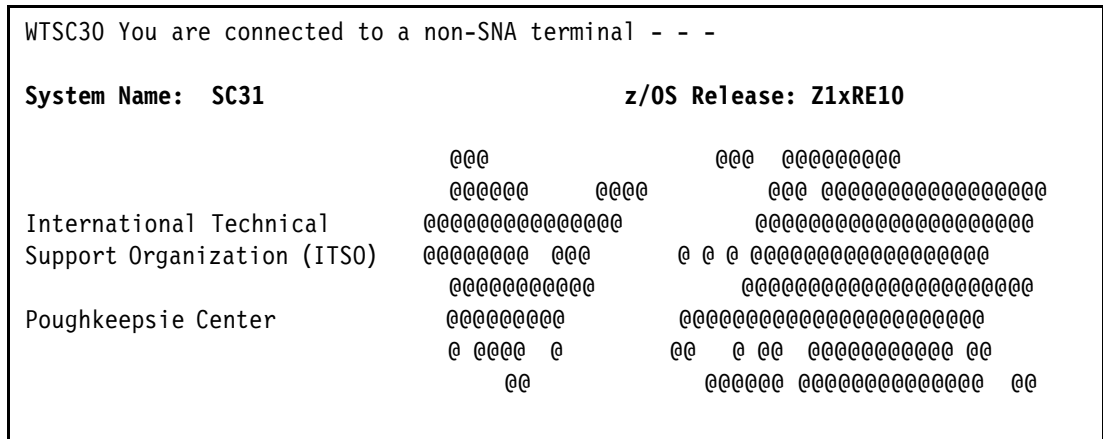 WTSC30 You are connected to a non-SNA terminal - - -
System Name: SC31 z/OS Release: Z1xRE10
@@@ @@@ @@@@@@@@@
@@@@@@ @@@@ @@@ @@@@@@@@@@@@@@@@@
International Technical @@@@@@@@@@@@@@@ @@@@@@@@@@@@@@@@@@@@@
Support Organization (ITSO) @@@@@@@@ @@@ @ @ @ @@@@@@@@@@@@@@@@@@
@@@@@@@@@@@ @@@@@@@@@@@@@@@@@@@@@@
Poughkeepsie Center @@@@@@@@@ @@@@@@@@@@@@@@@@@@@@@@@
@ @@@@ @ @@ @ @@ @@@@@@@@@@@ @@
@@ @@@@@@ @@@@@@@@@@@@@@ @@